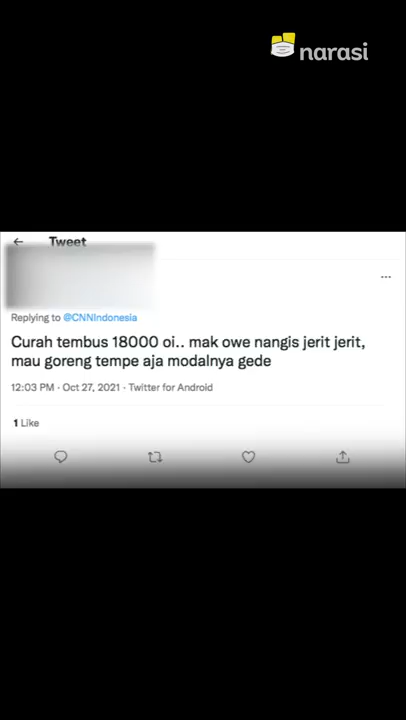 narasi
Tweet
Replying to @CNNIndonesia
Curah tembus 18000 oi.. mak owe nangis jerit jerit,
mau goreng tempe aja modalnya gede
12:03 PM · Oct 27, 2021 · Twitter for Android
1 Like